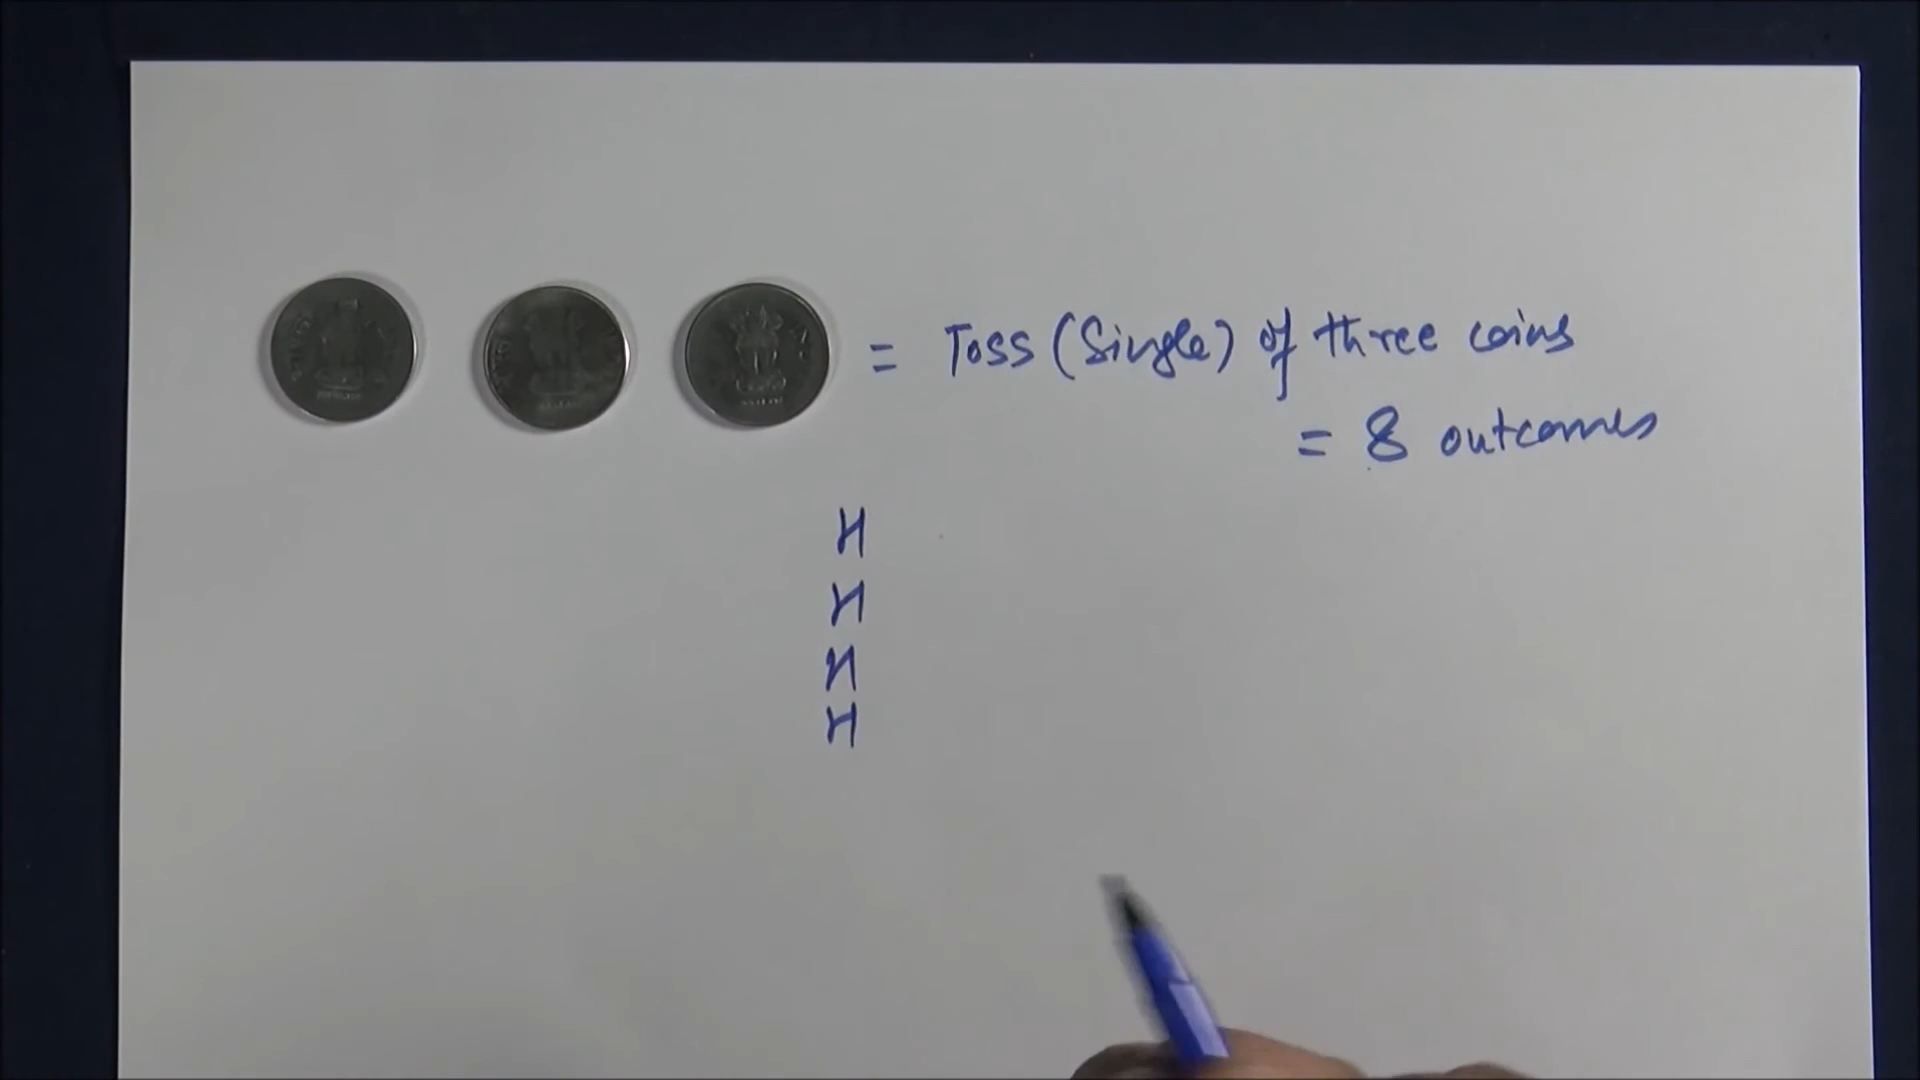 = Toss (Single) of three coins
= 8 outcomes
H
H
H
H